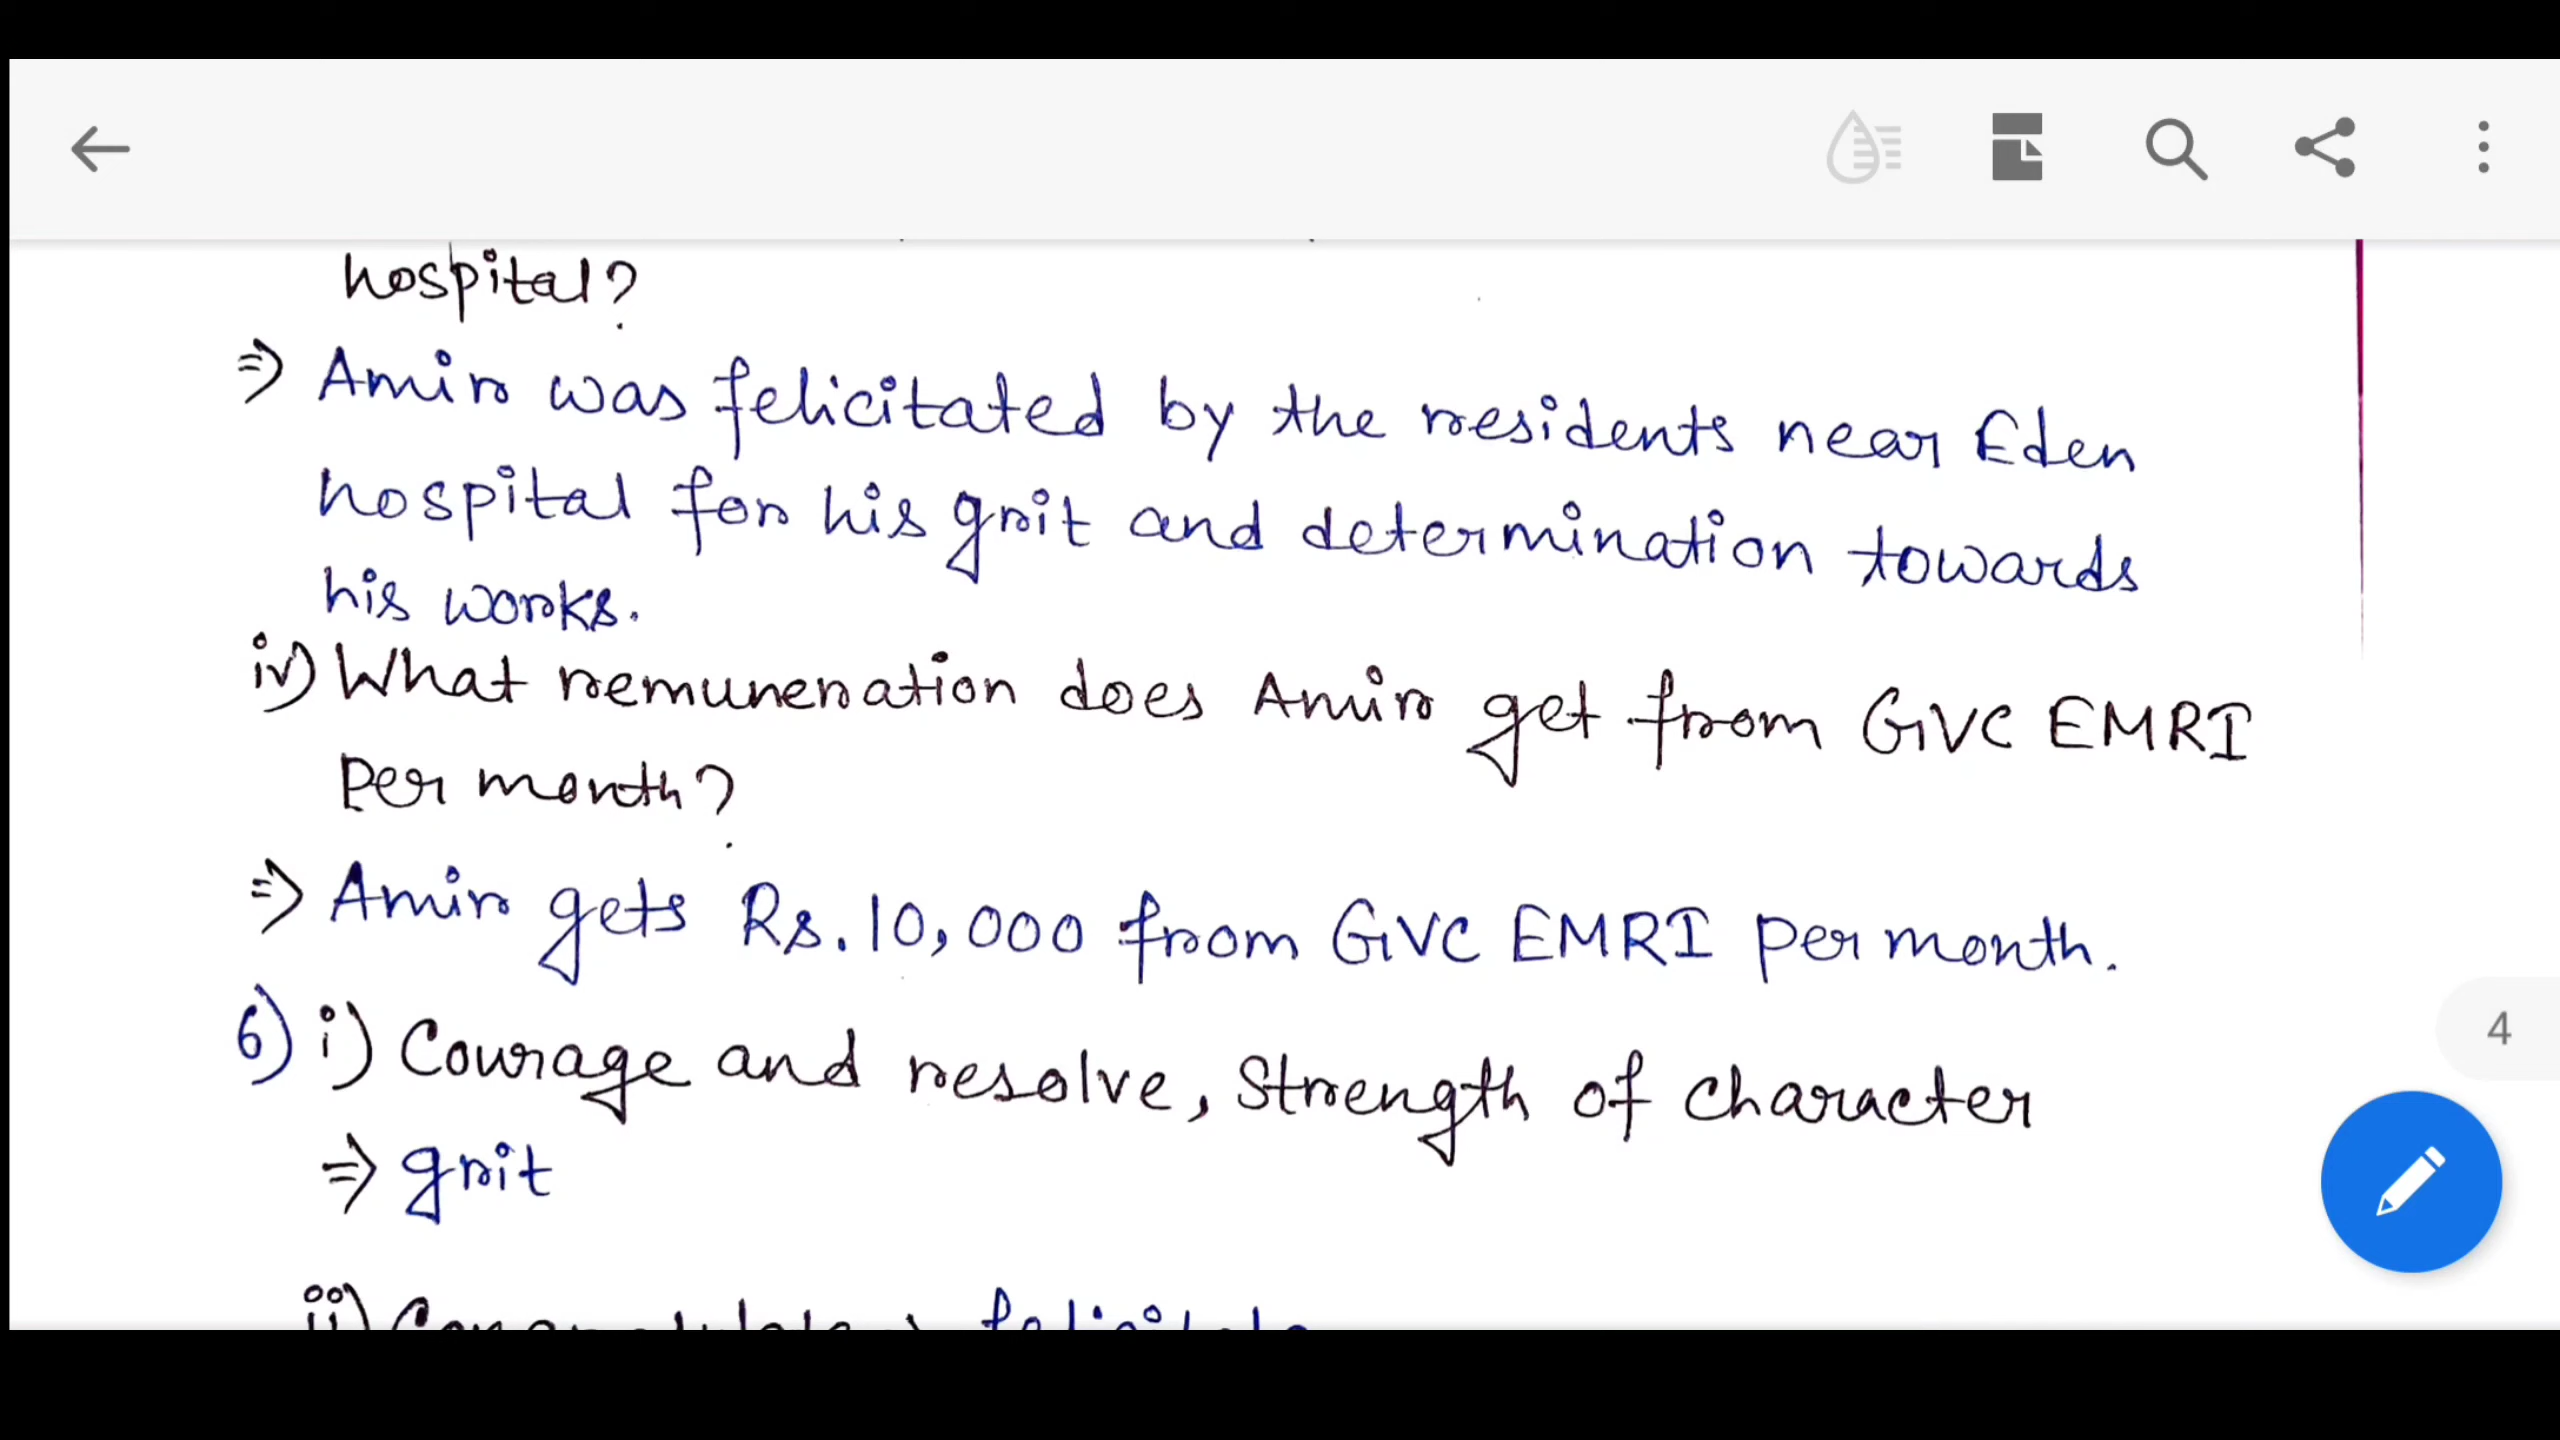 hospital?
⇒ Amir was felicitated by the residents near Eden
hospital for his grit and determination towards
his works.
iv) What remuneration does Amir get from GVC EMRI
per month?
⇒ Amir gets Rs. 10,000 from GVC EMRI per month.
6) i) Courage and resolve, Strength of character
4
⇒ grit
ii)